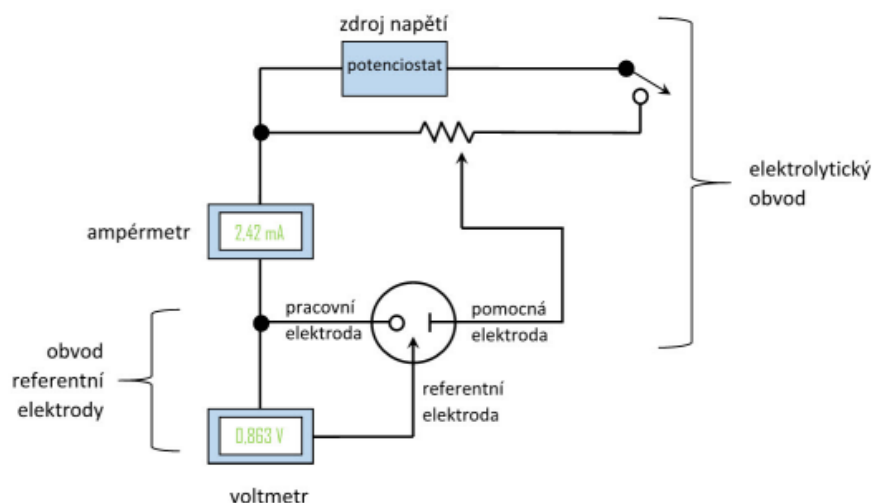 zdroj napětí
potenciostat
elektrolytický
obvod
ampérmetr
2,42 mA
pracovní
elektroda
pomocná
elektroda
obvod
referentní
elektrody
referentní
elektroda
0,863 V
voltmetr